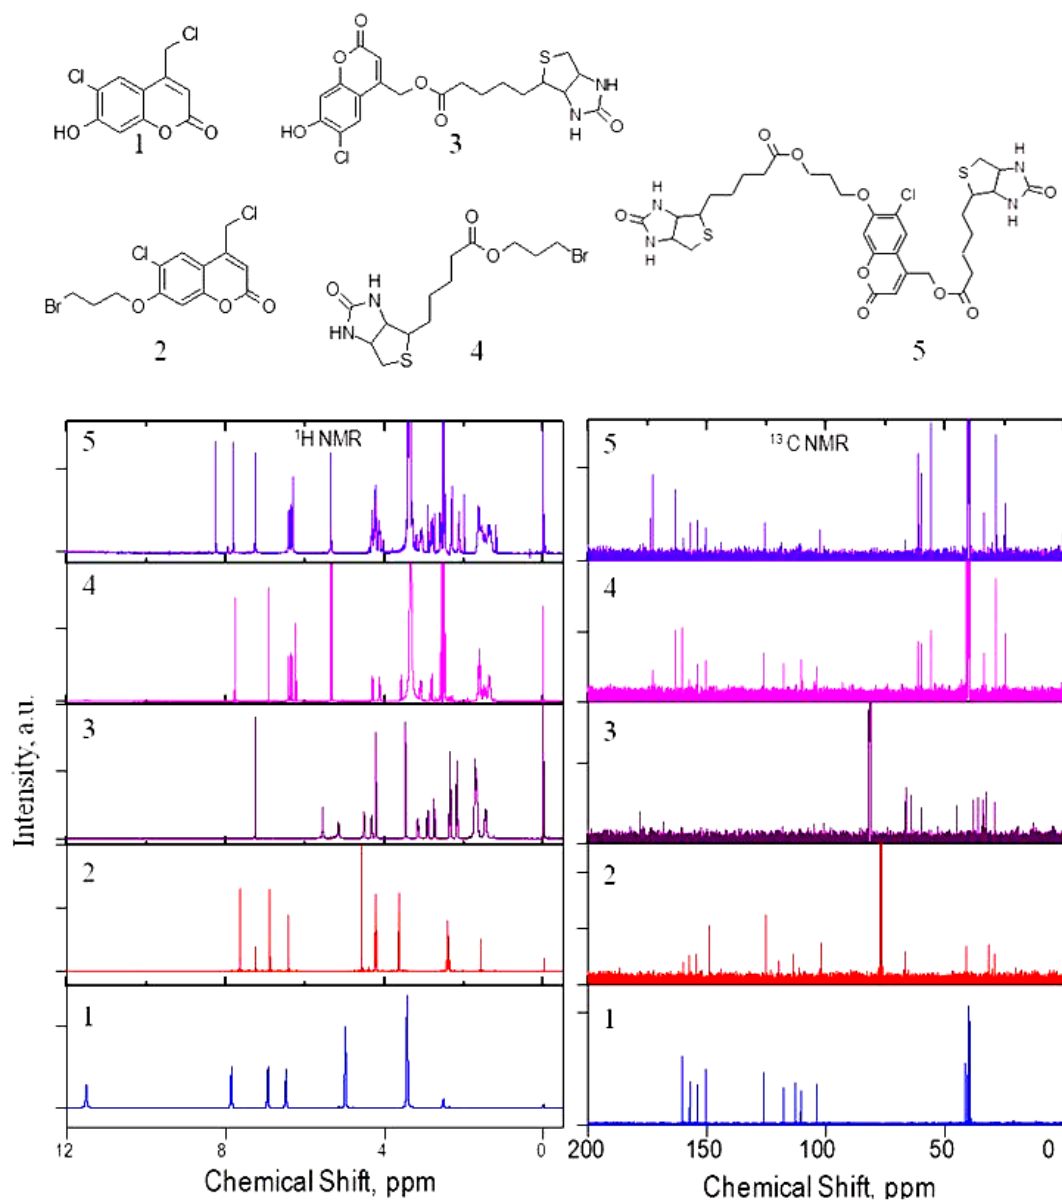 Cl
Cl
HO
O
O
1
O
O
O
O
HO
Cl
3
S
NH
N
H
O
Cl
Cl
Br
O
O
O
2
O
O
Br
O
H
N
HN
S
4
O
O
O
Cl
H
N
O
N
H
S
O
O
O
O
S
H
N
O
N
H
5
5
¹H NMR
4
3
2
1
12
8
4
0
Chemical Shift, ppm
Intensity, a.u.
5
¹³C NMR
4
3
2
1
200
150
100
50
0
Chemical Shift, ppm